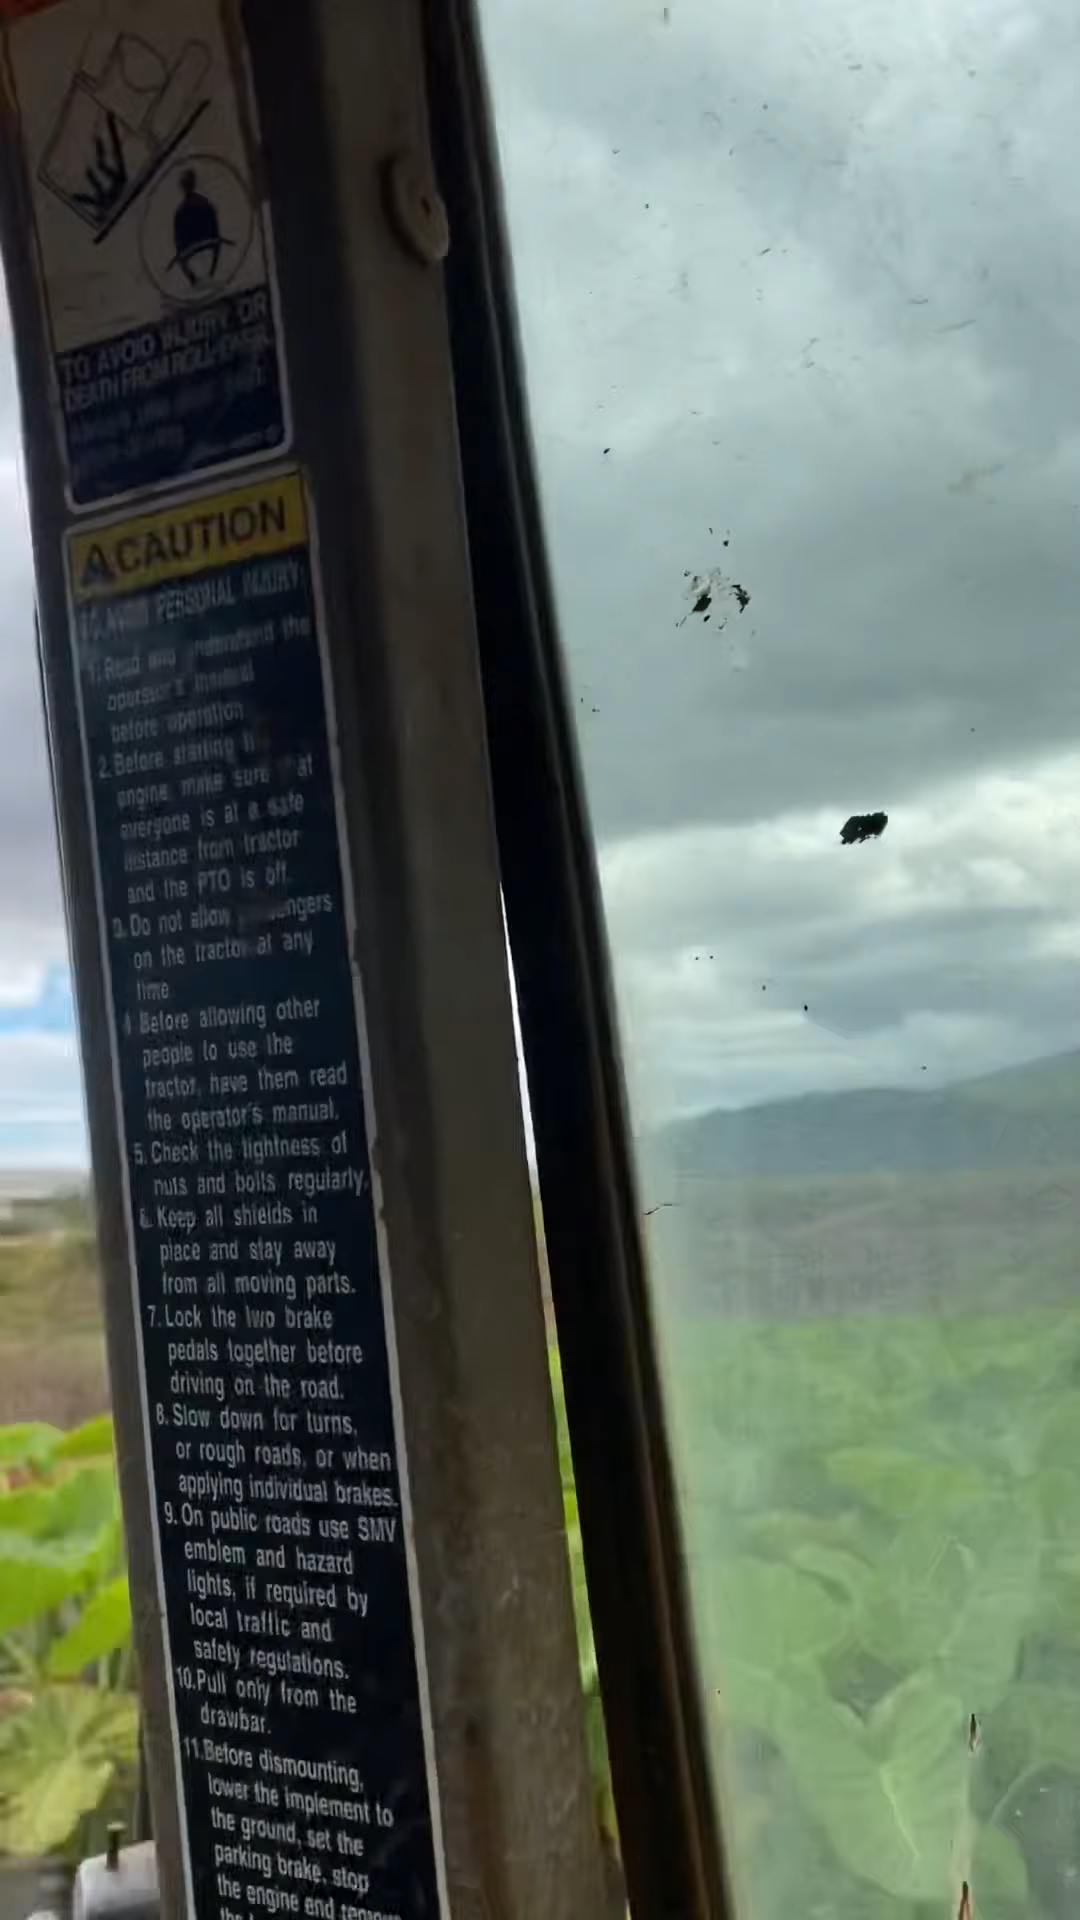 TO AVOID INJURY OR
DEATH FROM ROLL-OVER
CAUTION
TO AVOID PERSONAL INJURY:
1. Read and understand the
operator's manual
before operation
2. Before starting
engine make sure
everyone is at a safe
distance from tractor
and the PTO is off.
3. Do not allow
on the tractor at any
time
4. Before allowing other
people to use the
tractor, have them read
the operator's manual.
5. Check the tightness of
nuts and bolts regularly.
6. Keep all shields in
place and stay away
from all moving parts.
7. Lock the two brake
pedals together before
driving on the road.
8. Slow down for turns,
or rough roads, or when
applying individual brakes.
9. On public roads use SMV
emblem and hazard
lights, if required by
local traffic and
safety regulations.
10. Pull only from the
drawbar.
11. Before dismounting,
lower the implement to
the ground, set the
parking brake, stop
the engine and remove
the